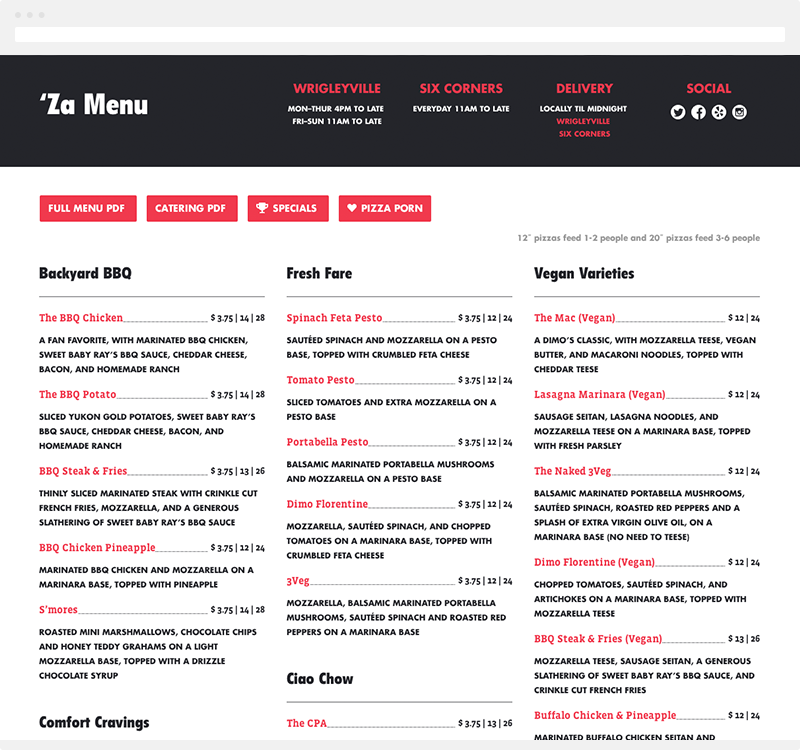 ‘Za Menu
WRIGLEYVILLE
MON–THUR 4PM TO LATE
FRI–SUN 11AM TO LATE
SIX CORNERS
EVERYDAY 11AM TO LATE
DELIVERY
LOCALLY TIL MIDNIGHT
WRIGLEYVILLE
SIX CORNERS
SOCIAL
FULL MENU PDF
CATERING PDF
SPECIALS
PIZZA PORN
12″ pizzas feed 1-2 people and 20″ pizzas feed 3-6 people
Backyard BBQ
The BBQ Chicken $ 3.75 | 14 | 28
A FAN FAVORITE, WITH MARINATED BBQ CHICKEN,
SWEET BABY RAY’S BBQ SAUCE, CHEDDAR CHEESE,
BACON, AND HOMEMADE RANCH
The BBQ Potato $ 3.75 | 14 | 28
SLICED YUKON GOLD POTATOES, SWEET BABY RAY’S
BBQ SAUCE, CHEDDAR CHEESE, BACON, AND
HOMEMADE RANCH
BBQ Steak & Fries $ 3.75 | 13 | 26
THINLY SLICED MARINATED STEAK WITH CRINKLE CUT
FRENCH FRIES, MOZZARELLA, AND A GENEROUS
SLATHERING OF SWEET BABY RAY’S BBQ SAUCE
BBQ Chicken Pineapple $ 3.75 | 12 | 24
MARINATED BBQ CHICKEN AND MOZZARELLA ON A
MARINARA BASE, TOPPED WITH PINEAPPLE
S’mores $ 3.75 | 14 | 28
ROASTED MINI MARSHMALLOWS, CHOCOLATE CHIPS
AND HONEY TEDDY GRAHAMS ON A LIGHT
MOZZARELLA BASE, TOPPED WITH A DRIZZLE
CHOCOLATE SYRUP
Comfort Cravings
Fresh Fare
Spinach Feta Pesto $ 3.75 | 12 | 24
SAUTÉED SPINACH AND MOZZARELLA ON A PESTO
BASE, TOPPED WITH CRUMBLED FETA CHEESE
Tomato Pesto $ 3.75 | 12 | 24
SLICED TOMATOES AND EXTRA MOZZARELLA ON A
PESTO BASE
Portabella Pesto $ 3.75 | 12 | 24
BALSAMIC MARINATED PORTABELLA MUSHROOMS
AND MOZZARELLA ON A PESTO BASE
Dimo Florentine $ 3.75 | 12 | 24
MOZZARELLA, SAUTÉED SPINACH, AND CHOPPED
TOMATOES ON A MARINARA BASE, TOPPED WITH
CRUMBLED FETA CHEESE
3Veg $ 3.75 | 12 | 24
MOZZARELLA, BALSAMIC MARINATED PORTABELLA
MUSHROOMS, SAUTÉED SPINACH AND ROASTED RED
PEPPERS ON A MARINARA BASE
Ciao Chow
The CPA $ 3.75 | 13 | 26
Vegan Varieties
The Mac (Vegan) $ 12 | 24
A DIMO’S CLASSIC, WITH MOZZARELLA TEESE, VEGAN
BUTTER, AND MACARONI NOODLES, TOPPED WITH
CHEDDAR TEESE
Lasagna Marinara (Vegan) $ 12 | 24
SAUSAGE SEITAN, LASAGNA NOODLES, AND
MOZZARELLA TEESE ON A MARINARA BASE, TOPPED
WITH FRESH PARSLEY
The Naked 3Veg $ 12 | 24
BALSAMIC MARINATED PORTABELLA MUSHROOMS,
SAUTÉED SPINACH, ROASTED RED PEPPERS AND A
SPLASH OF EXTRA VIRGIN OLIVE OIL, ON A
MARINARA BASE (NO NEED TO TEESE)
Dimo Florentine (Vegan) $ 12 | 24
CHOPPED TOMATOES, SAUTÉED SPINACH, AND
ARTICHOKES ON A MARINARA BASE, TOPPED WITH
MOZZARELLA TEESE
BBQ Steak & Fries (Vegan) $ 13 | 26
MOZZARELLA TEESE, SAUSAGE SEITAN, A GENEROUS
SLATHERING OF SWEET BABY RAY’S BBQ SAUCE, AND
CRINKLE CUT FRENCH FRIES
Buffalo Chicken & Pineapple $ 12 | 24
MARINATED BUFFALO CHICKEN SEITAN AND